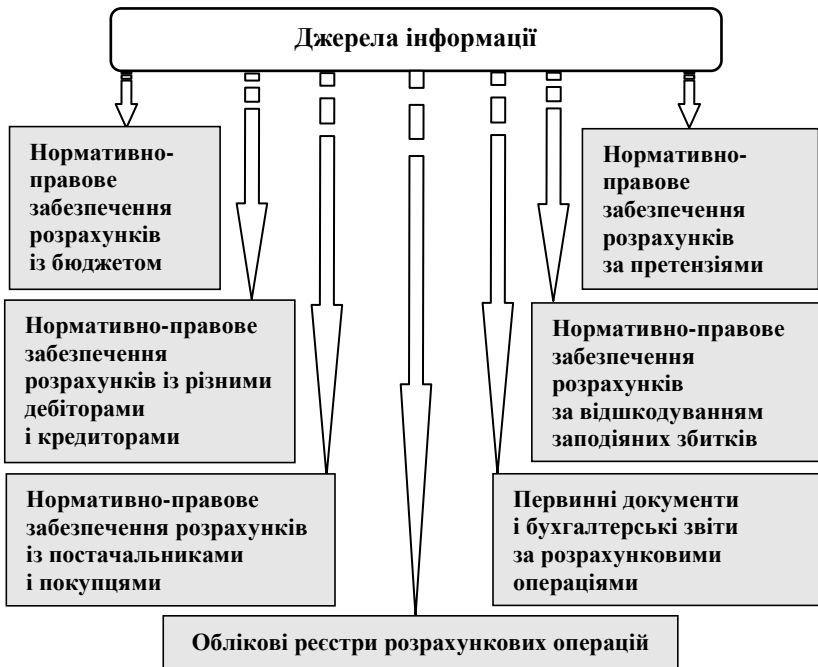 Джерела інформації
Нормативно-
правове
забезпечення
розрахунків
із бюджетом
Нормативно-
правове
забезпечення
розрахунків
за претензіями
Нормативно-правове
забезпечення
розрахунків із різними
дебіторами
і кредиторами
Нормативно-правове
забезпечення
розрахунків
за відшкодуванням
заподіяних збитків
Нормативно-правове
забезпечення розрахунків
із постачальниками
і покупцями
Первинні документи
і бухгалтерські звіти
за розрахунковими
операціями
Облікові реєстри розрахункових операцій